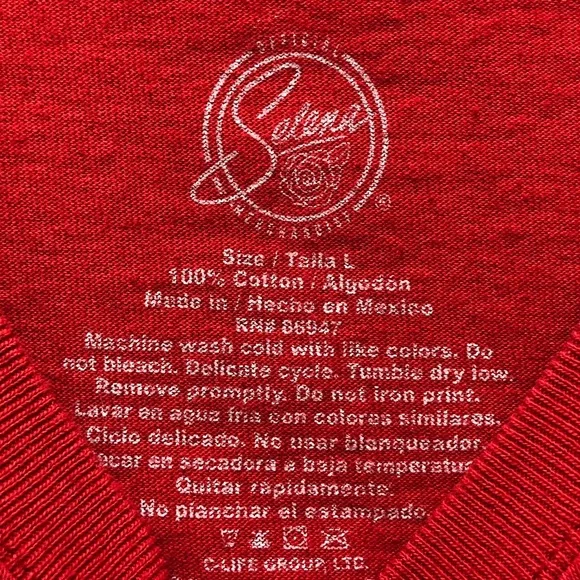 OFFICIAL
Selena
MERCHANDISE
®
Size / Talla L
100% Cotton / Algodón
Made in / Hecho en Mexico
RN# 86947
Machine wash cold with like colors. Do
not bleach. Delicate cycle. Tumble dry low.
Remove promptly. Do not iron print.
Lavar en agua fria con colores similares.
Ciclo delicado. No usar blanqueador.
en secadora a baja
Quitar rápidamente.
No planchar el estampado.
C-LIFE GROUP, LTD.